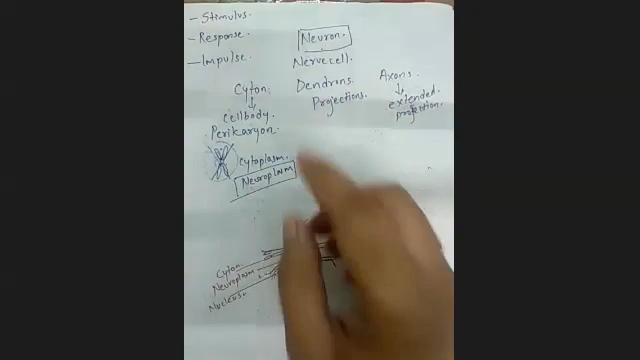 - Stimulus.
- Response.
- Impulse.
Neuron.
Nervecell.
Cyton.
↓
Cellbody.
Perikaryon.
Dendrons.
Projections.
Axons.
↓
extended
projection.
Cytoplasm.
Neuroplasm
Cyton.
Neuroplasm
Nucleus.